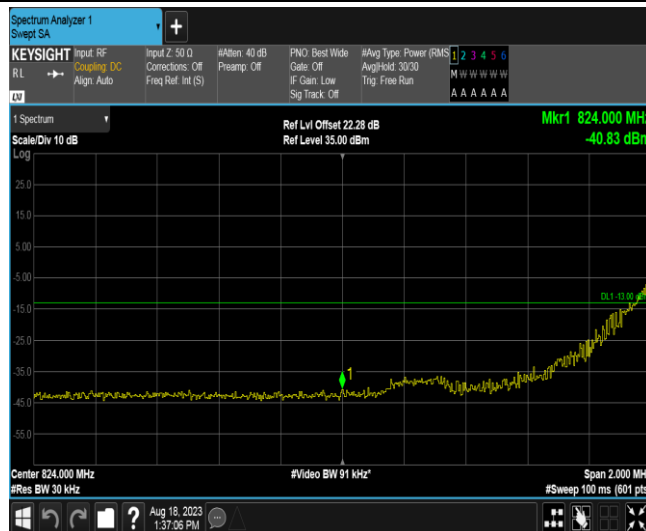 Spectrum Analyzer 1
Swept SA
KEYSIGHT
RL
LXI
Input: RF
Coupling: DC
Align: Auto
Input Z: 50 Ω
Corrections: Off
Freq Ref: Int (S)
#Atten: 40 dB
Preamp: Off
PNO: Best Wide
Gate: Off
IF Gain: Low
Sig Track: Off
#Avg Type: Power (RMS
Avg|Hold: 30/30
Trig: Free Run
1 2 3 4 5 6
M W W W W W
A A A A A A
1 Spectrum
Scale/Div 10 dB
Ref Lvl Offset 22.28 dB
Ref Level 35.00 dBm
Mkr1 824.000 MHz
-40.83 dBm
Log
25.0
15.0
5.00
-5.00
DL1 -13.00 dBm
-15.0
-25.0
-35.0
1
-45.0
-55.0
Center 824.000 MHz
#Video BW 91 kHz*
Span 2.000 MHz
#Res BW 30 kHz
#Sweep 100 ms (601 pts)
?
Aug 18, 2023
1:37:06 PM